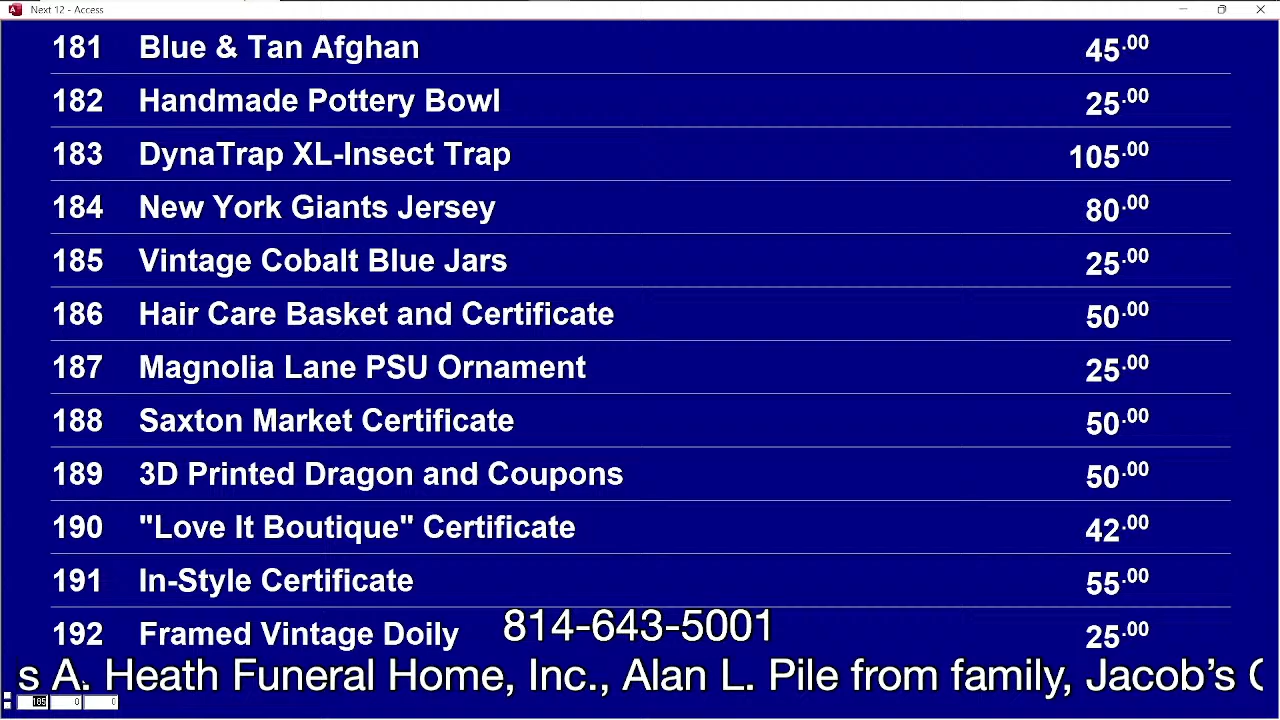 Next 12 - Access
181 Blue & Tan Afghan 45.00
182 Handmade Pottery Bowl 25.00
183 DynaTrap XL-Insect Trap 105.00
184 New York Giants Jersey 80.00
185 Vintage Cobalt Blue Jars 25.00
186 Hair Care Basket and Certificate 50.00
187 Magnolia Lane PSU Ornament 25.00
188 Saxton Market Certificate 50.00
189 3D Printed Dragon and Coupons 50.00
190 "Love It Boutique" Certificate 42.00
191 In-Style Certificate 55.00
192 Framed Vintage Doily 25.00
814-643-5001
s A. Heath Funeral Home, Inc., Alan L. Pile from family, Jacob’s
185 0 0